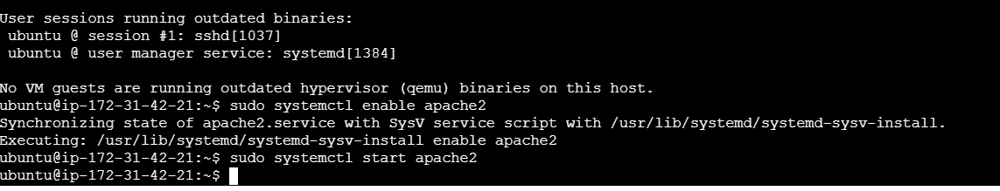 User sessions running outdated binaries:
 ubuntu @ session #1: sshd[1037]
 ubuntu @ user manager service: systemd[1384]
No VM guests are running outdated hypervisor (qemu) binaries on this host.
ubuntu@ip-172-31-42-21:~$ sudo systemctl enable apache2
Synchronizing state of apache2.service with SysV service script with /usr/lib/systemd/systemd-sysv-install.
Executing: /usr/lib/systemd/systemd-sysv-install enable apache2
ubuntu@ip-172-31-42-21:~$ sudo systemctl start apache2
ubuntu@ip-172-31-42-21:~$